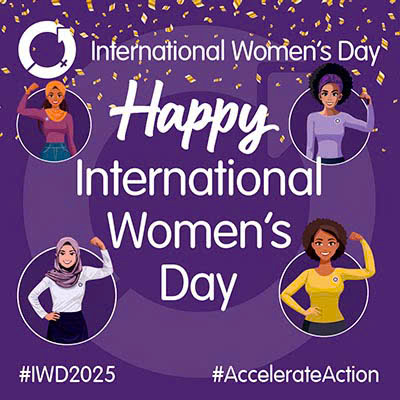 International Women's Day
Happy
International
Women's
Day
#IWD2025
#AccelerateAction